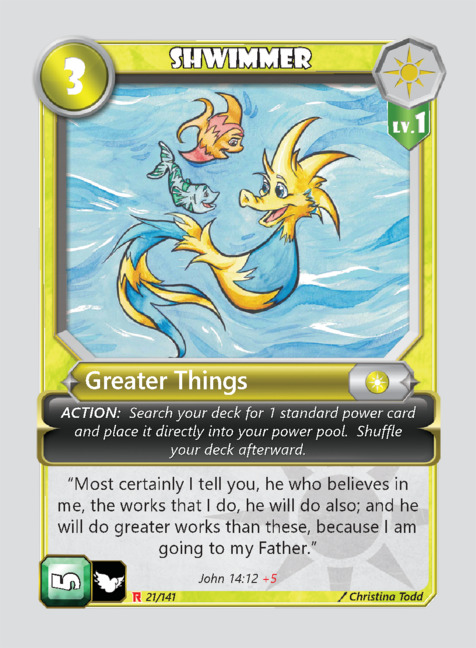 3
SHWIMMER
LV.1
Greater Things
ACTION: Search your deck for 1 standard power card
and place it directly into your power pool. Shuffle
your deck afterward.
“Most certainly I tell you, he who believes in
me, the works that I do, he will do also; and he
will do greater works than these, because I am
going to my Father.”
John 14:12 +5
R 21/141
Christina Todd